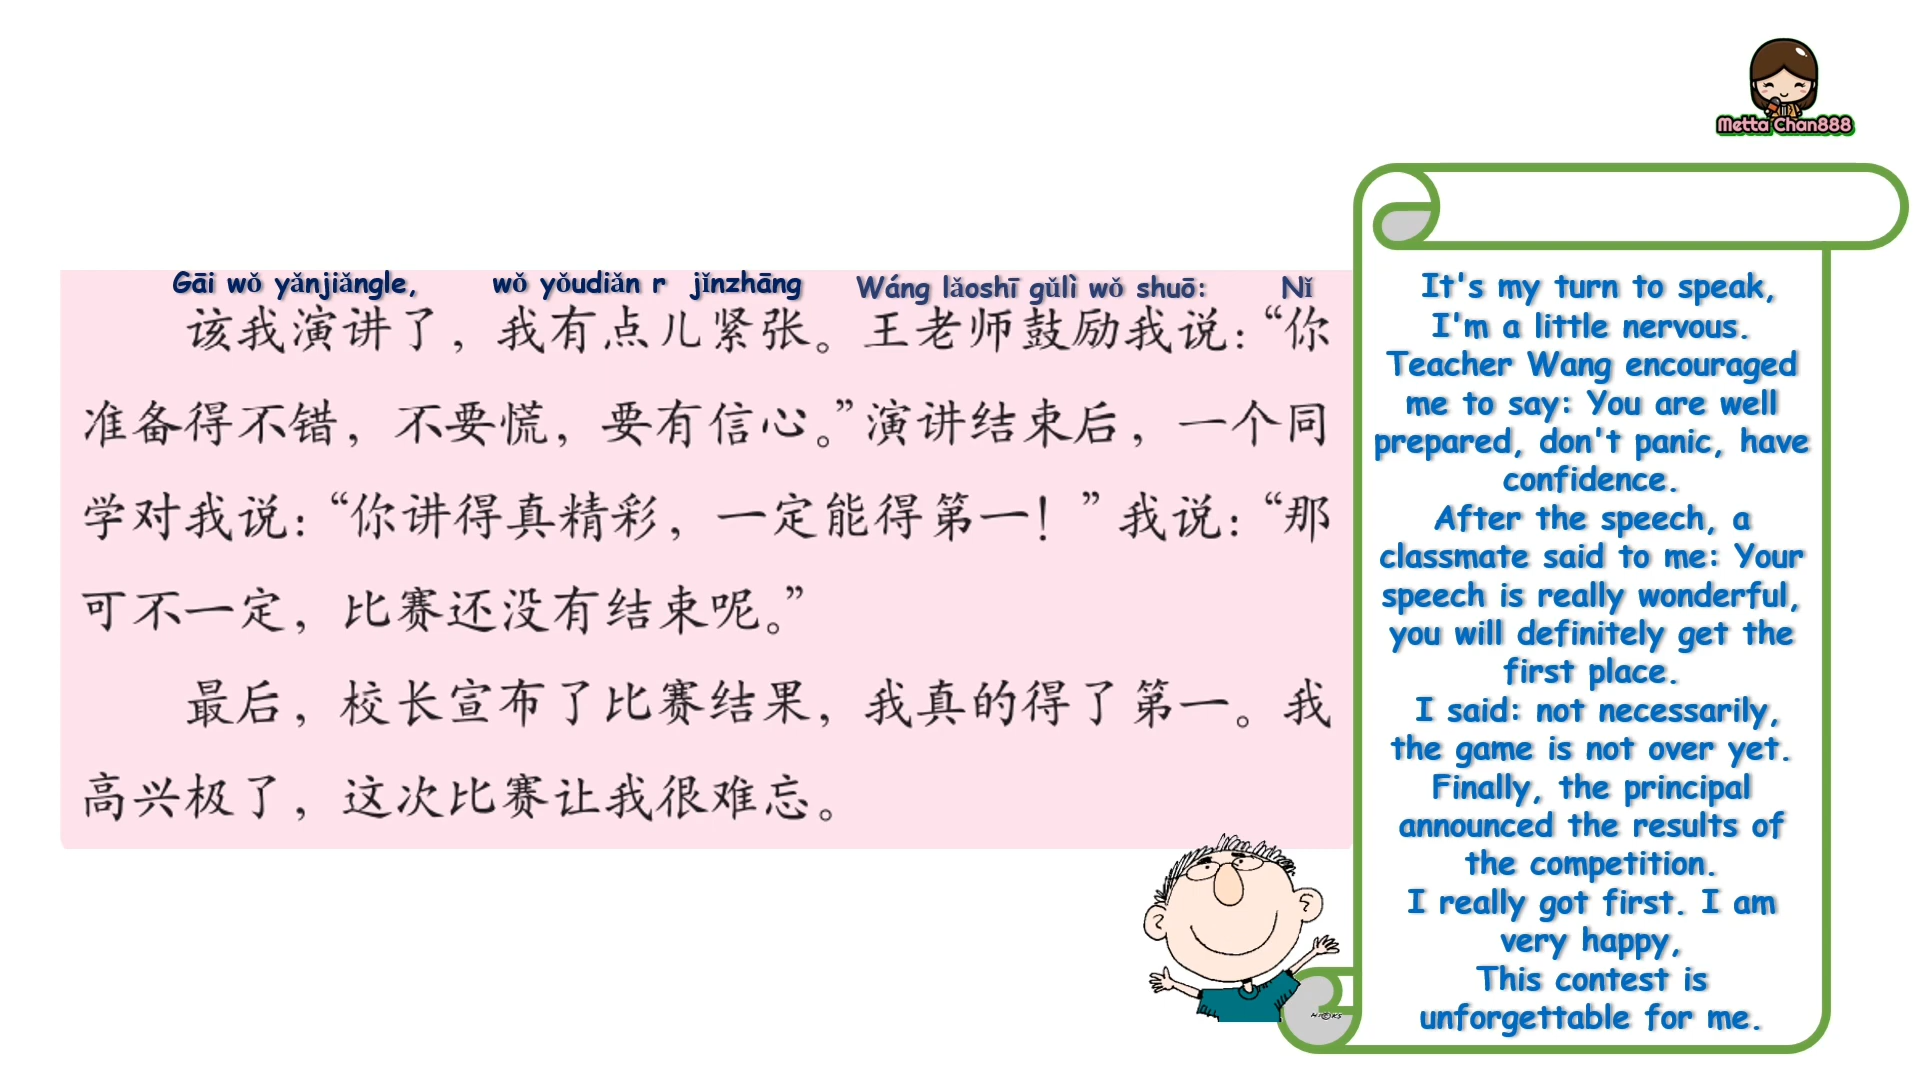 Metta Chan888
Gāi wǒ yǎnjiǎngle, wǒ yǒudiǎn r jǐnzhāng Wáng lǎoshī gǔlì wǒ shuō: Nǐ
该我演讲了，我有点儿紧张。王老师鼓励我说：“你
准备得不错，不要慌，要有信心。”演讲结束后，一个同
学对我说：“你讲得真精彩，一定能得第一！”我说：“那
可不一定，比赛还没有结束呢。”
最后，校长宣布了比赛结果，我真的得了第一。我
高兴极了，这次比赛让我很难忘。
It's my turn to speak,
I'm a little nervous.
Teacher Wang encouraged
me to say: You are well
prepared, don't panic, have
confidence.
After the speech, a
classmate said to me: Your
speech is really wonderful,
you will definitely get the
first place.
I said: not necessarily,
the game is not over yet.
Finally, the principal
announced the results of
the competition.
I really got first. I am
very happy,
This contest is
unforgettable for me.